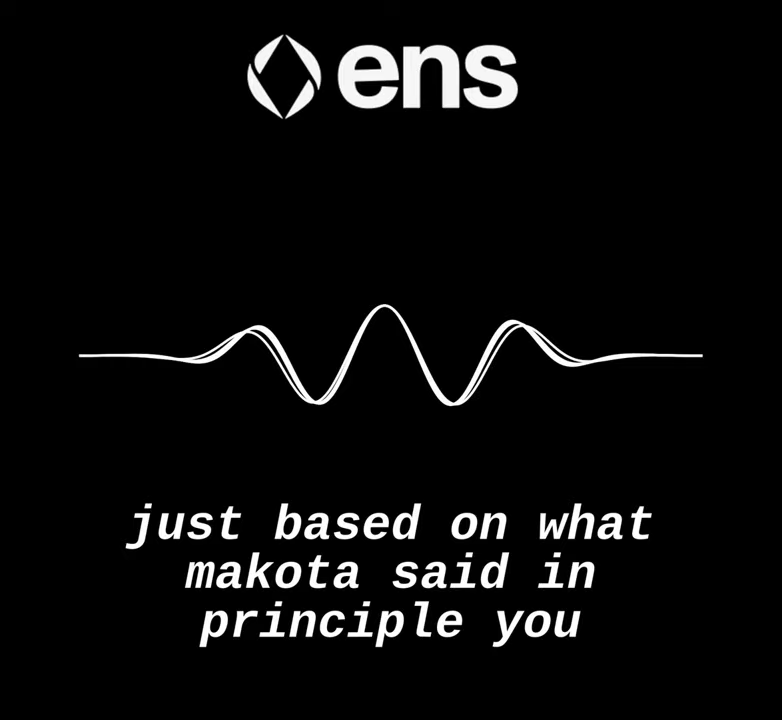 ens
just based on what
makota said in
principle you